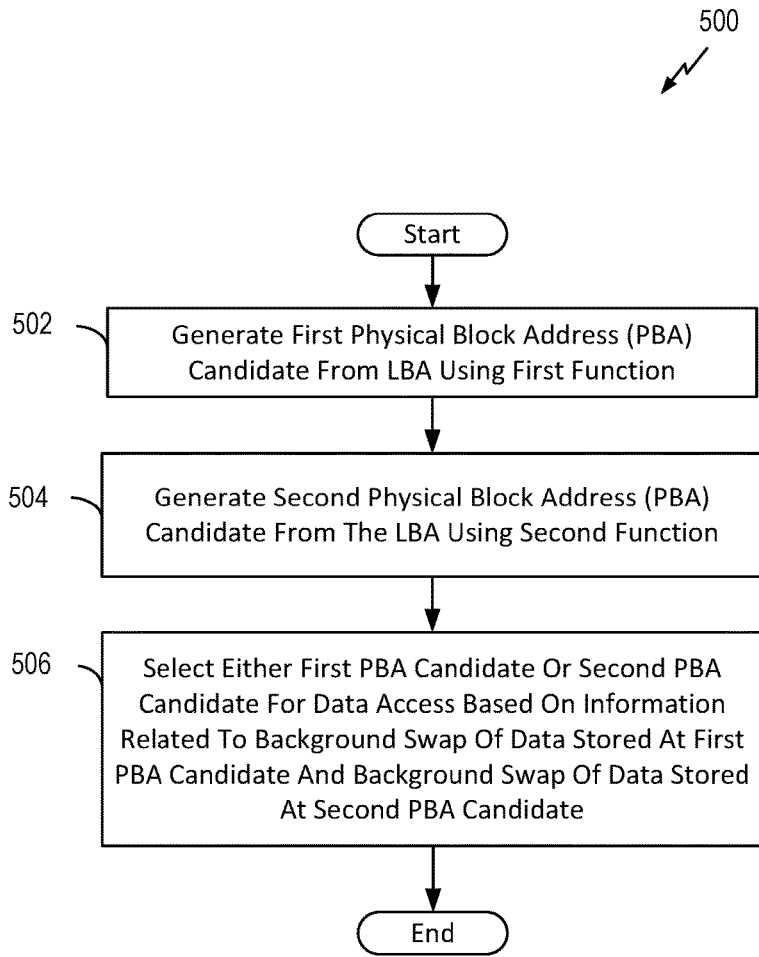 500
Start
502
Generate First Physical Block Address (PBA)
Candidate From LBA Using First Function
504
Generate Second Physical Block Address (PBA)
Candidate From The LBA Using Second Function
506
Select Either First PBA Candidate Or Second PBA
Candidate For Data Access Based On Information
Related To Background Swap Of Data Stored At First
PBA Candidate And Background Swap Of Data Stored
At Second PBA Candidate
End